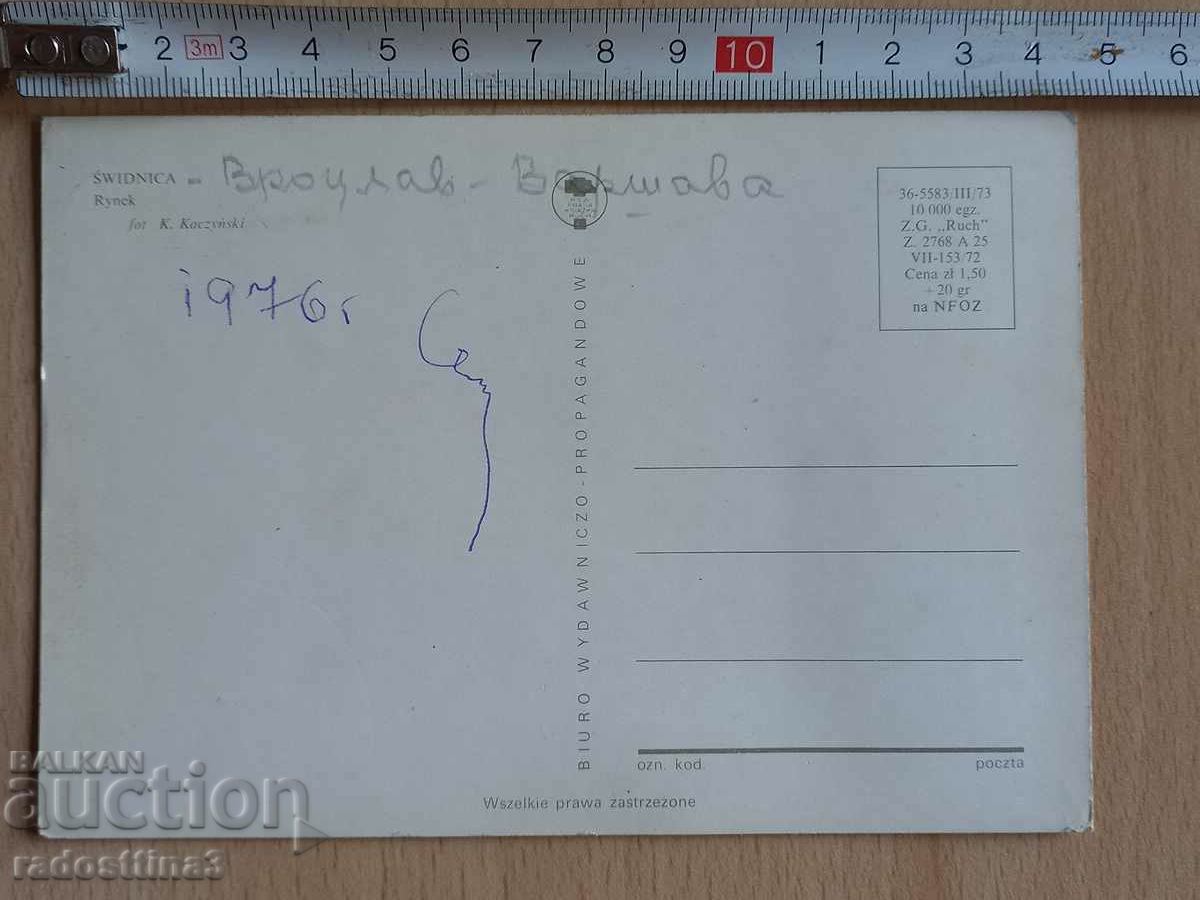 2 3m 3 4 5 6 7 8 9 10 1 2 3 4 5 6
ŚWIDNICA - Вроцлав - Варшава
Rynek
fot K. Kaczyński
1976г.
BIURO WYDAWNICZO-PROPAGANDOWE
36-5583/III/73
10 000 egz.
Z.G. „Ruch"
Z. 2768 A 25
VII-153/72
Cena zł 1,50
+ 20 gr
na NFOZ
ozn. kod. poczta
Wszelkie prawa zastrzeżone
BALKAN
auction
radosttina3